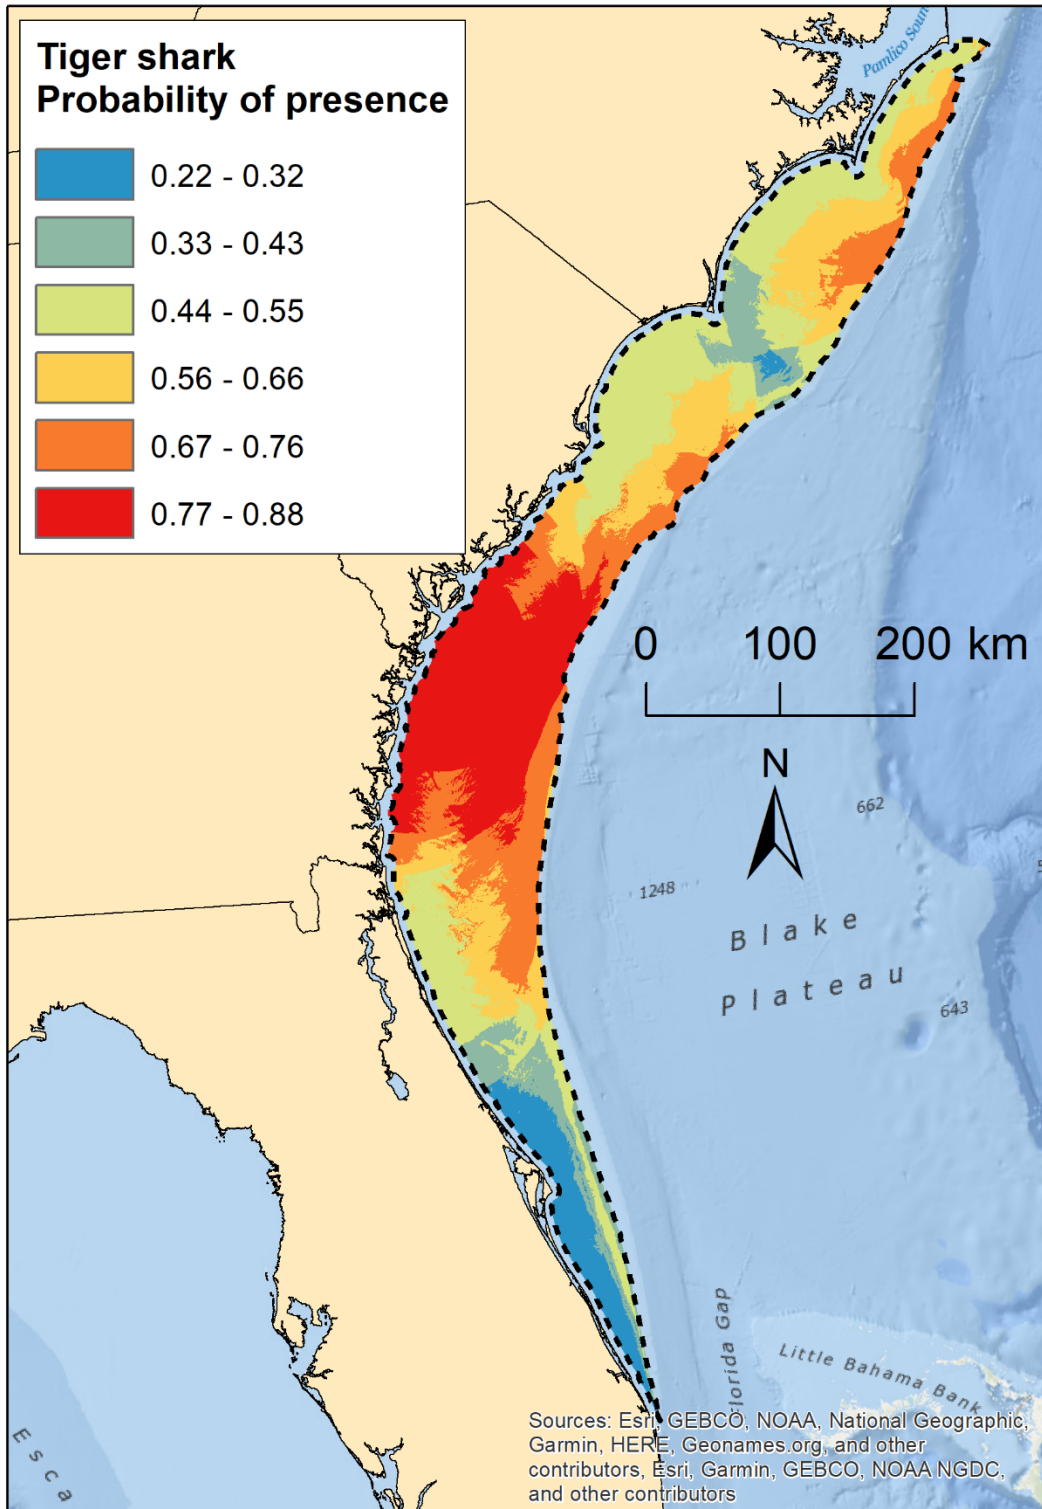 Tiger shark
Probability of presence
0.22 - 0.32
0.33 - 0.43
0.44 - 0.55
0.56 - 0.66
0.67 - 0.76
0.77 - 0.88
Pamlico Soun
0 100 200 km
N
662
1248
Blake
Plateau
643
Florida Gap
Little Bahama Bank
Esca
Sources: Esri, GEBCO, NOAA, National Geographic,
Garmin, HERE, Geonames.org, and other
contributors, Esri, Garmin, GEBCO, NOAA NGDC,
and other contributors